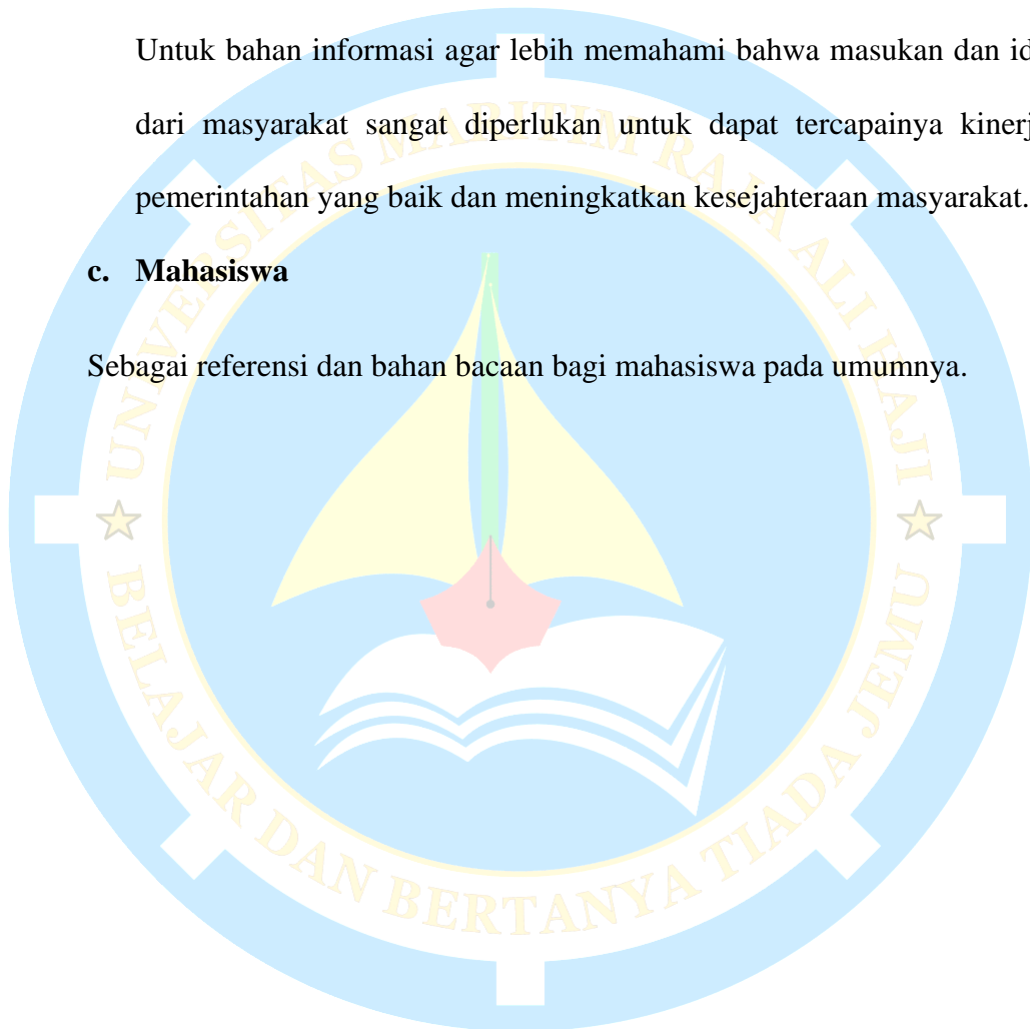 Untuk bahan informasi agar lebih memahami bahwa masukan dan id
dari masyarakat sangat diperlukan untuk dapat tercapainya kinerj
pemerintahan yang baik dan meningkatkan kesejahteraan masyarakat.
c. Mahasiswa
Sebagai referensi dan bahan bacaan bagi mahasiswa pada umumnya.
UNIVERSITAS MARITIM RAJA ALI HAJI
BELAJAR DAN BERTANYA TIADA JEMU